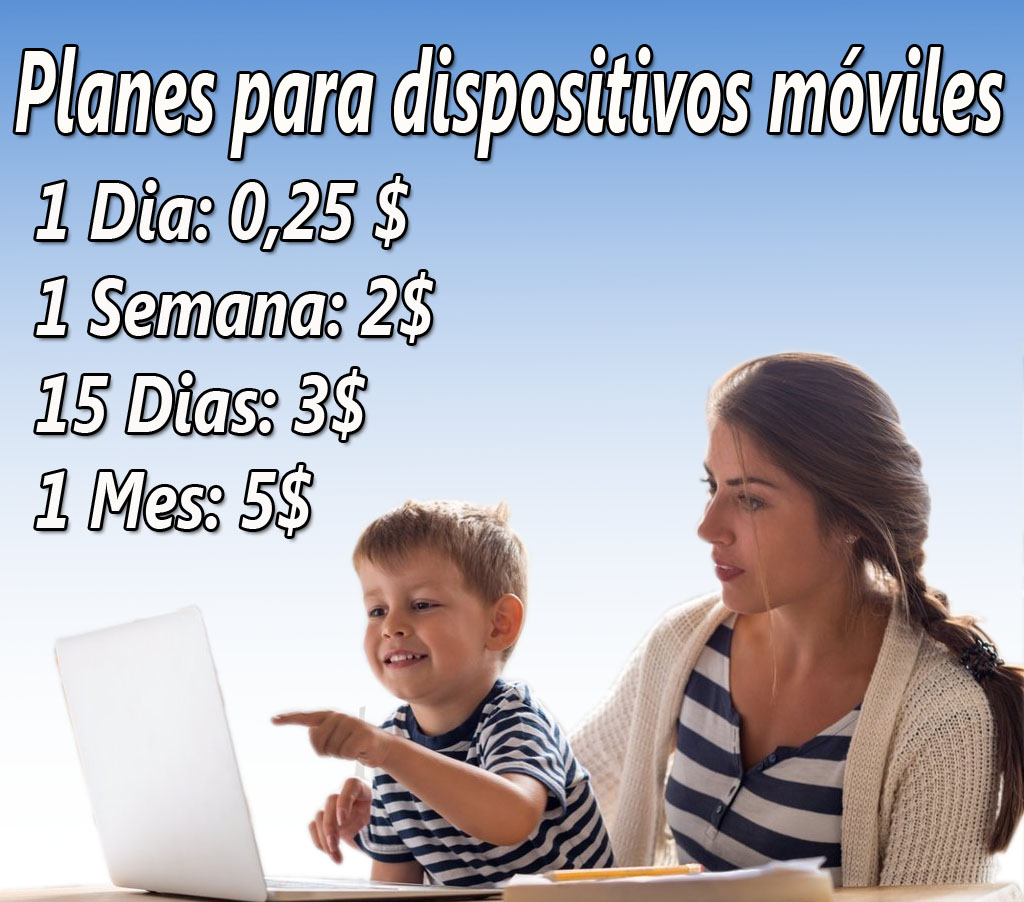 Planes para dispositivos móviles
1 Dia: 0,25 $
1 Semana: 2$
15 Dias: 3$
1 Mes: 5$